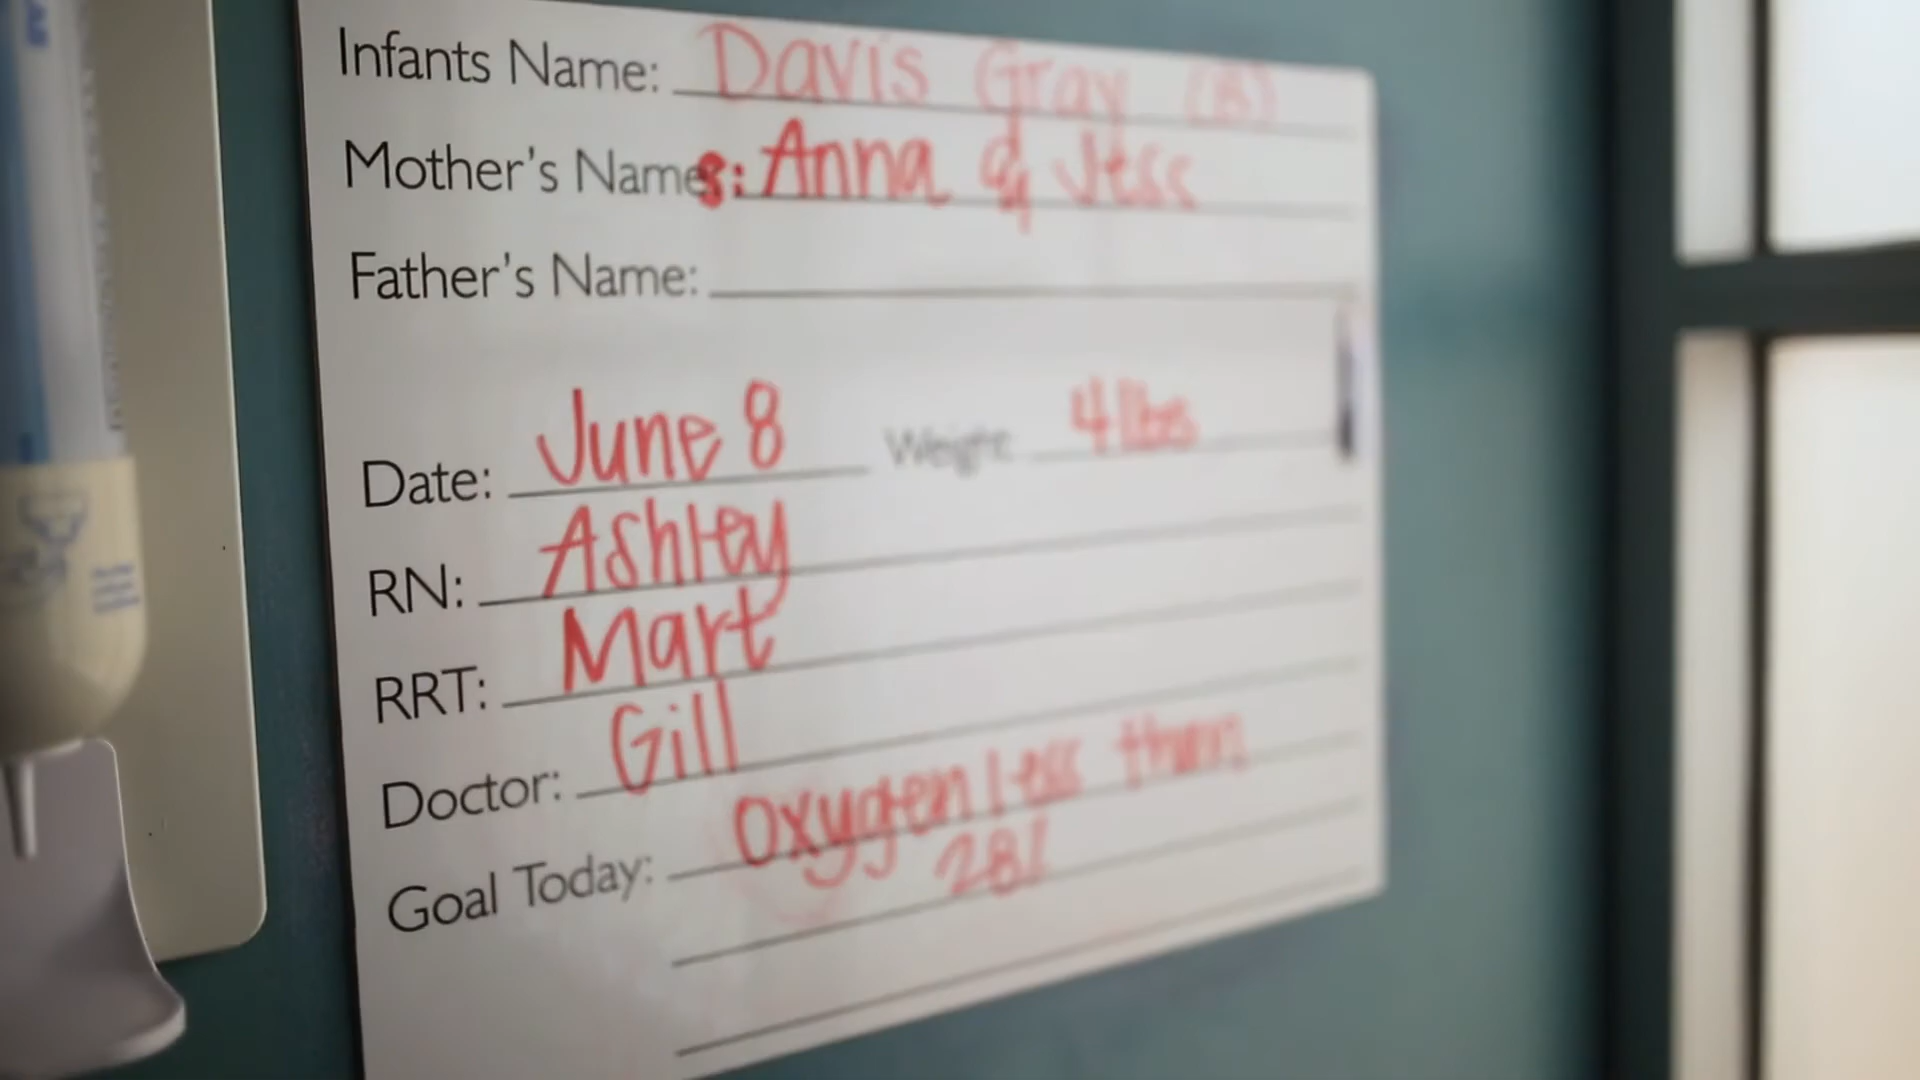 Infants Name: Davis Gray (B)
Mother's Names: Anna & Jess
Father's Name:
Date: June 8 Weight: 4 lbs
RN: Ashley
RRT: Mart
Doctor: Gill
Goal Today: Oxygen less than
28%